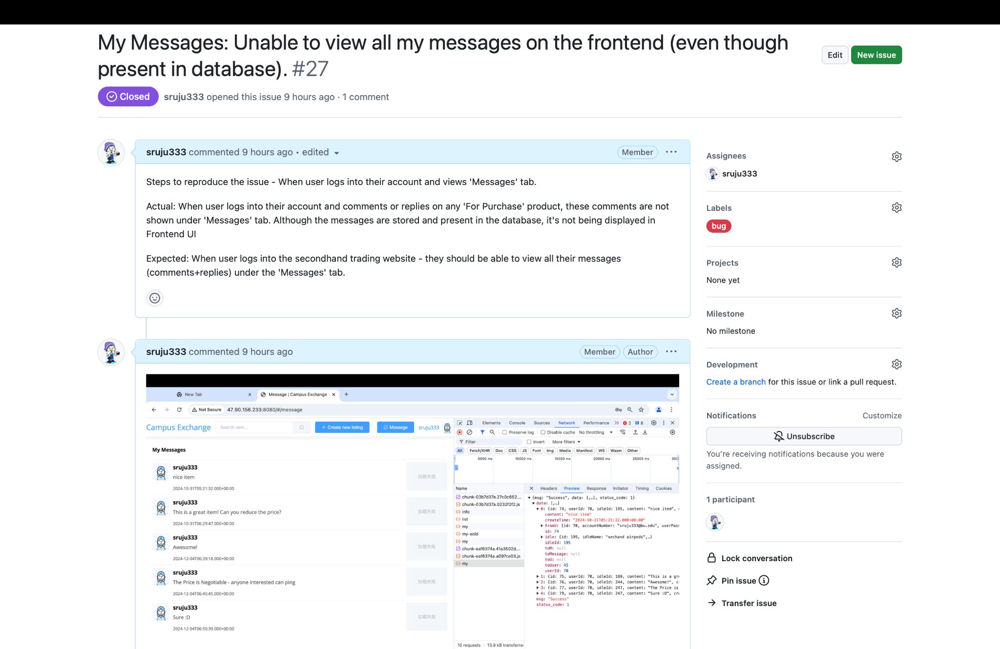 My Messages: Unable to view all my messages on the frontend (even though
present in database). #27
Edit
New issue
Closed
sruju333 opened this issue 9 hours ago · 1 comment
sruju333 commented 9 hours ago • edited
Member
Steps to reproduce the issue - When user logs into their account and views 'Messages' tab.
Actual: When user logs into their account and comments or replies on any 'For Purchase' product, these comments are not
shown under 'Messages' tab. Although the messages are stored and present in the database, it's not being displayed in
Frontend UI
Expected: When user logs into the secondhand trading website - they should be able to view all their messages
(comments+replies) under the 'Messages' tab.
Assignees
sruju333
Labels
bug
Projects
None yet
Milestone
No milestone
Development
Create a branch for this issue or link a pull request.
Notifications
Customize
Unsubscribe
You're receiving notifications because you were
assigned.
1 participant
Lock conversation
Pin issue
Transfer issue
sruju333 commented 9 hours ago
Member
Author
New Tab
Message | Campus Exchange
Not Secure
47.90.156.233:8080/#/message
Campus Exchange
Search item...
+ Create new listing
Message
sruju333
My Messages
sruju333
nice item
2024-10-31T05:21:32.000+00:00
加载失败
sruju333
This is a great item! Can you reduce the price?
2024-10-31T06:29:47.000+00:00
加载失败
sruju333
Awesome!
2024-12-04T06:39:18.000+00:00
加载失败
sruju333
The Price is Negotiable - anyone interested can ping
2024-12-04T06:45:45.000+00:00
加载失败
sruju333
Sure :D
2024-12-04T06:50:39.000+00:00
加载失败
Elements Console Sources Network Performance 2 8
Preserve log Disable cache No throttling
Filter Invert More filters
All Fetch/XHR Doc CSS JS Font Img Media Manifest WS Wasm Other
5000 ms 10000 ms 15000 ms 20000 ms 25000 ms 300
Name
chunk-03b7d37a.27c0c652....
chunk-03b7d37a.0232f2f2.js
info
list
my
my-sold
my
chunk-eaf6374a.41a3502d....
chunk-eaf6374a.a097ce03.js
my
10 requests 13.9 kB transferre
Headers Preview Response Initiator Timing Cookies
{msg: "Success", data: [,…], status_code: 1}
data: [,…]
0: {id: 74, userId: 70, idleId: 195, content: "nice item",
content: "nice item"
createTime: "2024-10-31T05:21:32.000+00:00"
fromU: {id: 70, accountNumber: "sruju333@bu.edu", userPas
id: 74
idle: {id: 195, idleName: "sechand airpods",…}
idleId: 195
toM: null
toMessage: null
toU: null
toUser: 45
userId: 70
1: {id: 75, userId: 70, idleId: 189, content: "This is a gr
2: {id: 76, userId: 70, idleId: 244, content: "Awesome!", c
3: {id: 77, userId: 70, idleId: 247, content: "The Price is
4: {id: 79, userId: 70, idleId: 247, content: "Sure :D", cr
msg: "Success"
status_code: 1